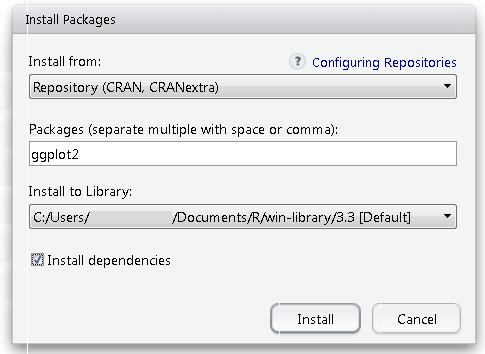 Install Packages
Install from:
? Configuring Repositories
Repository (CRAN, CRANextra)
Packages (separate multiple with space or comma):
ggplot2
Install to Library:
C:/Users/ /Documents/R/win-library/3.3 [Default]
Install dependencies
Install Cancel